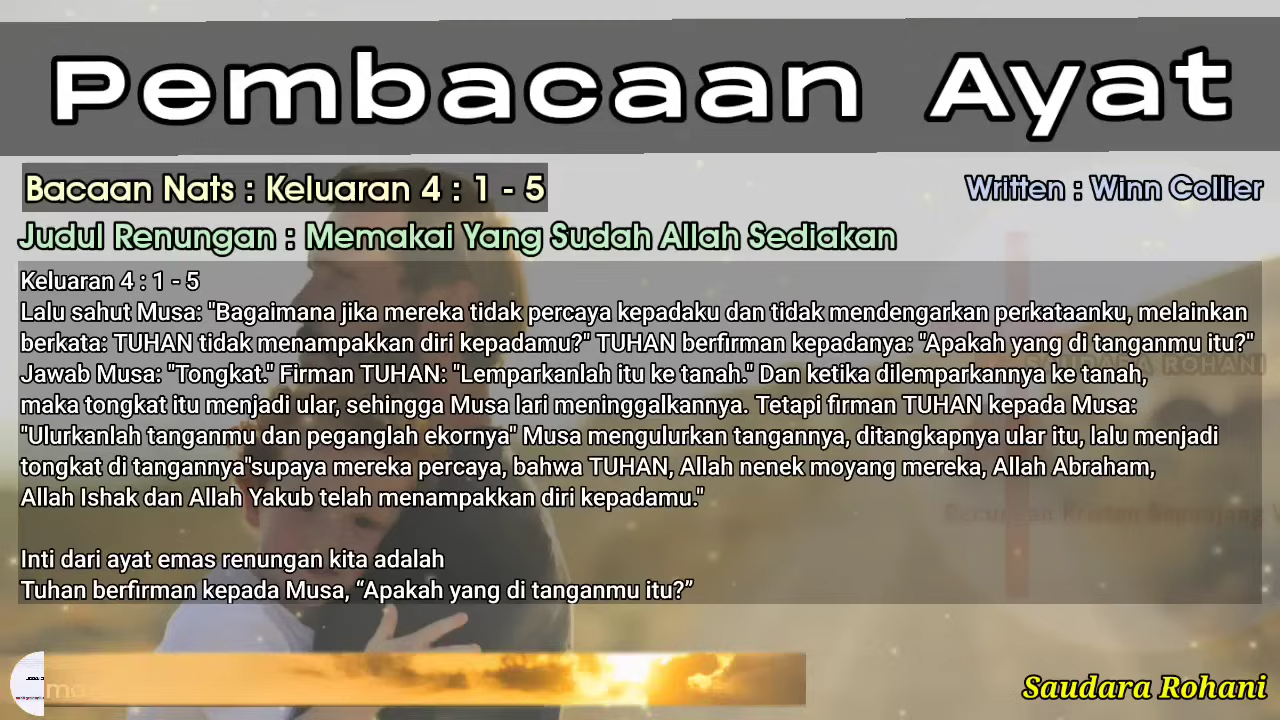 Pembacaan Ayat
Bacaan Nats : Keluaran 4 : 1 - 5
Written : Winn Collier
Judul Renungan : Memakai Yang Sudah Allah Sediakan
Keluaran 4 : 1 - 5
Lalu sahut Musa: "Bagaimana jika mereka tidak percaya kepadaku dan tidak mendengarkan perkataanku, melainkan
berkata: TUHAN tidak menampakkan diri kepadamu?" TUHAN berfirman kepadanya: "Apakah yang di tanganmu itu?"
Jawab Musa: "Tongkat." Firman TUHAN: "Lemparkanlah itu ke tanah." Dan ketika dilemparkannya ke tanah,
maka tongkat itu menjadi ular, sehingga Musa lari meninggalkannya. Tetapi firman TUHAN kepada Musa:
"Ulurkanlah tanganmu dan peganglah ekornya" Musa mengulurkan tangannya, ditangkapnya ular itu, lalu menjadi
tongkat di tangannya"supaya mereka percaya, bahwa TUHAN, Allah nenek moyang mereka, Allah Abraham,
Allah Ishak dan Allah Yakub telah menampakkan diri kepadamu."
Inti dari ayat emas renungan kita adalah
Tuhan berfirman kepada Musa, “Apakah yang di tanganmu itu?”
SAUDARA ROHANI
Saudara Rohani